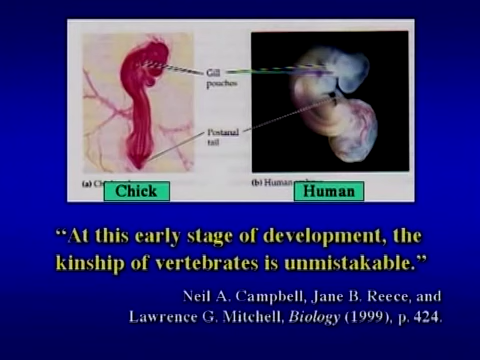 Gill
pouches
Postanal
tail
(a) Ch
(b) Human
Chick
Human
“At this early stage of development, the
kinship of vertebrates is unmistakable.”
Neil A. Campbell, Jane B. Reece, and
Lawrence G. Mitchell, Biology (1999), p. 424.